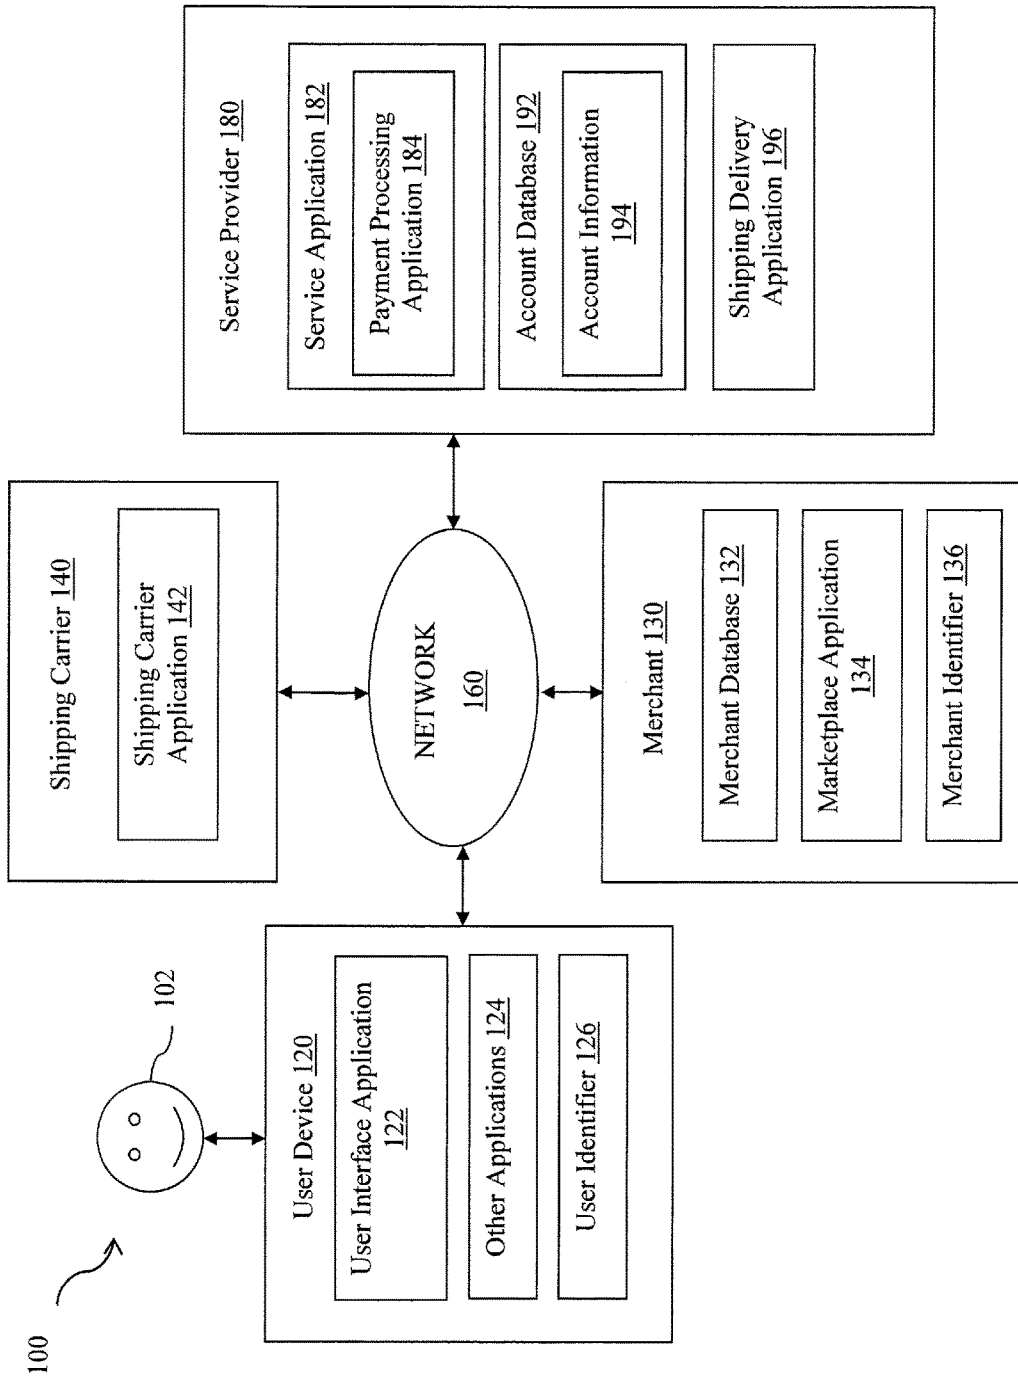 100
102
User Device 120
User Interface Application
122
Other Applications 124
User Identifier 126
Shipping Carrier 140
Shipping Carrier
Application 142
NETWORK
160
Merchant 130
Merchant Database 132
Marketplace Application
134
Merchant Identifier 136
Service Provider 180
Service Application 182
Payment Processing
Application 184
Account Database 192
Account Information
194
Shipping Delivery
Application 196